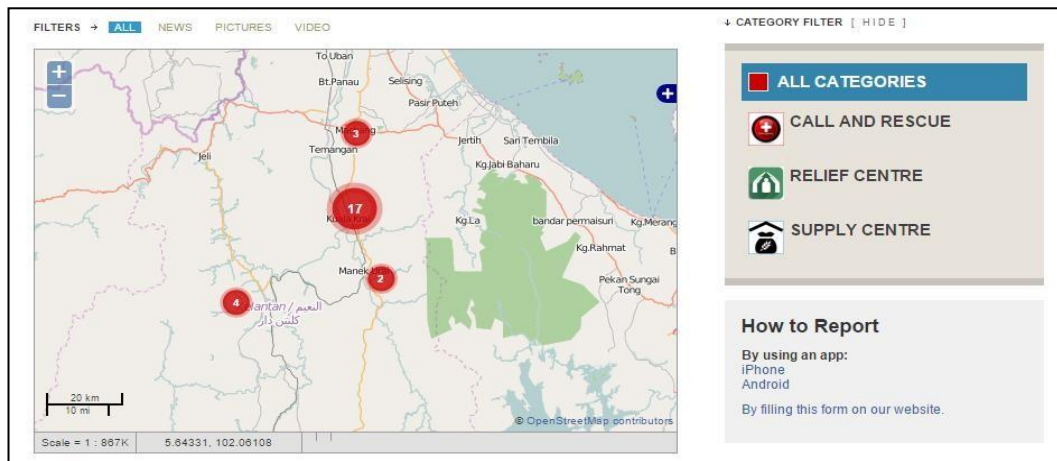 FILTERS → ALL NEWS PICTURES VIDEO
To Uban
Bt.Panau
Selising
Pasir Puteh
3
Temangan
Jertih
Sari Tembila
Jeli
Kg.Jabi Baharu
17
Kg.La
bandar permaisuri
Kg.Merang
Kg.Rahmat
Manek
2
Pekan Sungai
Tong
4
elantan / النعيم
كلنتن دار
20 km
10 mi
© OpenStreetMap contributors
Scale = 1 : 867K
5.64331, 102.06108
↓ CATEGORY FILTER [ HIDE ]
ALL CATEGORIES
CALL AND RESCUE
RELIEF CENTRE
SUPPLY CENTRE
How to Report
By using an app:
iPhone
Android
By filling this form on our website.